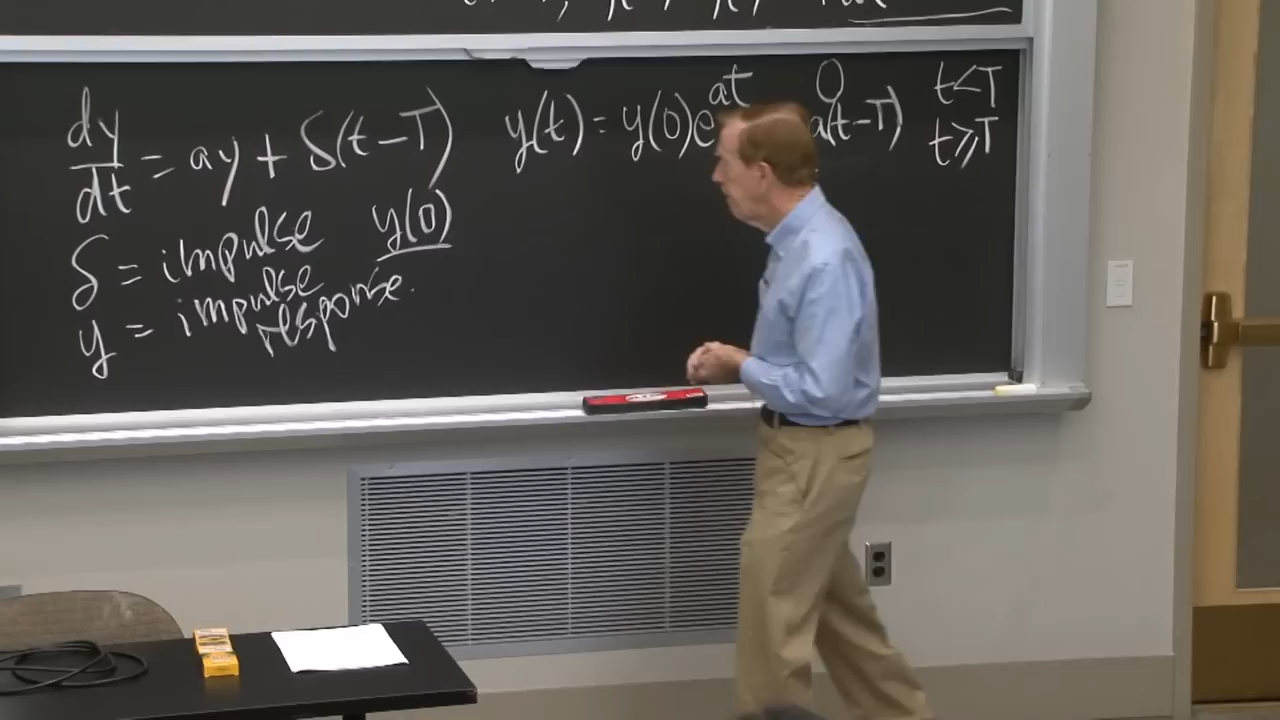 dy/dt = ay + δ(t-T)
δ = impulse y(0)
y = impulse response.
y(t) = y(0)e^at
0 t<T
a(t-T) t≥T